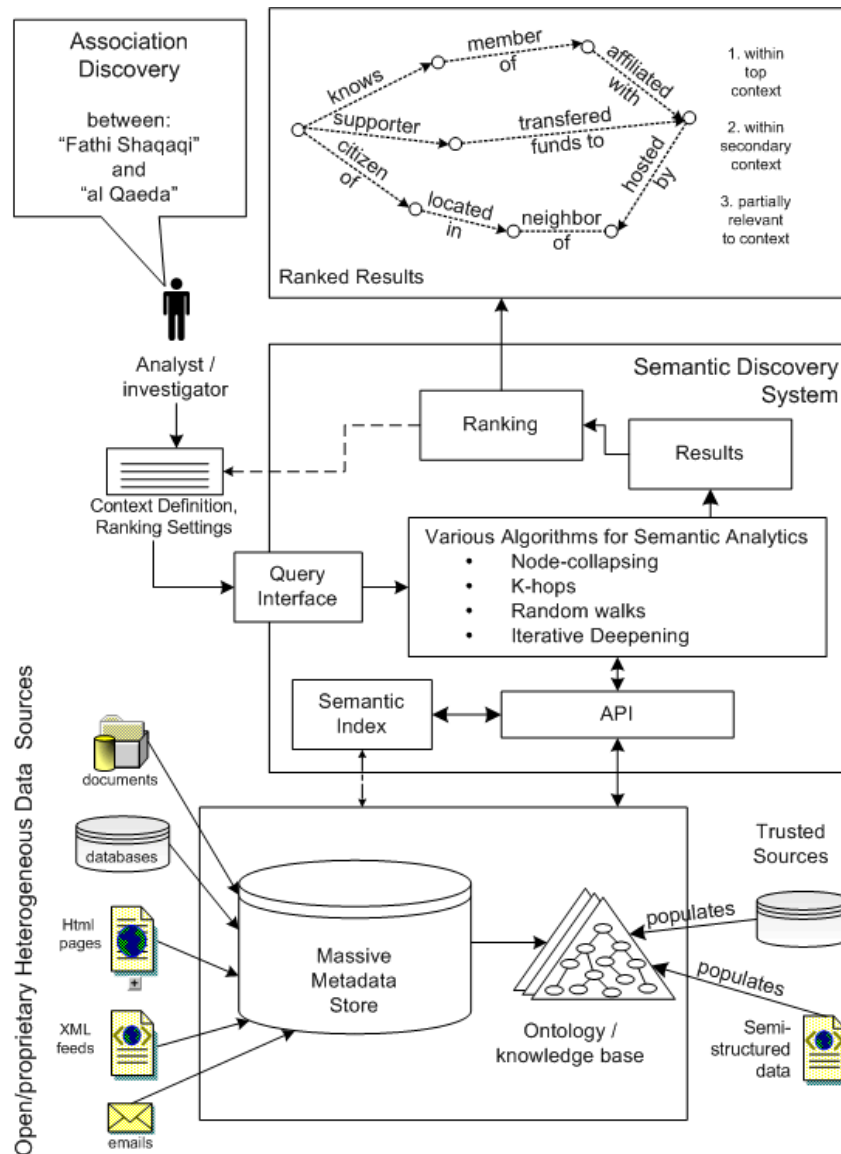 Association
Discovery
between:
“Fathi Shaqaqi”
and
“al Qaeda”
knows
member
of
affiliated
with
supporter
transfered
funds to
citizen
of
located
in
neighbor
of
hosted
by
1. within
top
context
2. within
secondary
context
3. partially
relevant
to context
Ranked Results
Analyst /
investigator
Context Definition,
Ranking Settings
Semantic Discovery
System
Ranking
Results
Query
Interface
Various Algorithms for Semantic Analytics
• Node-collapsing
• K-hops
• Random walks
• Iterative Deepening
Semantic
Index
API
Open/proprietary Heterogeneous Data Sources
documents
databases
Html
pages
XML
feeds
emails
Massive
Metadata
Store
Ontology /
knowledge base
Trusted
Sources
populates
populates
Semi-
structured
data